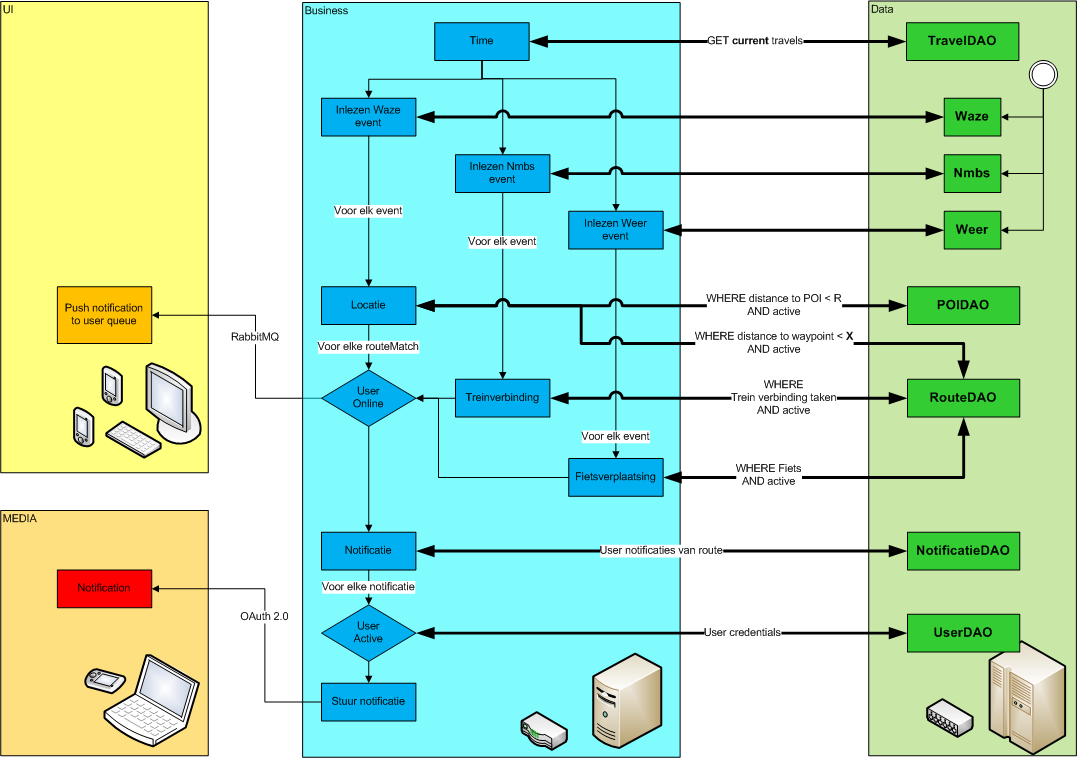 UI
Business
Data
Time
GET current travels
TravelDAO
Inlezen Waze
event
Waze
Inlezen Nmbs
event
Nmbs
Voor elk event
Inlezen Weer
event
Weer
Voor elk event
Push notification
to user queue
Locatie
WHERE distance to POI < R
AND active
POIDAO
RabbitMQ
Voor elke routeMatch
WHERE distance to waypoint < X
AND active
User
Online
Treinverbinding
WHERE
Trein verbinding taken
AND active
RouteDAO
Voor elk event
Fietsverplaatsing
WHERE Fiets
AND active
MEDIA
Notificatie
User notificaties van route
NotificatieDAO
Notification
Voor elke notificatie
OAuth 2.0
User
Active
User credentials
UserDAO
Stuur notificatie